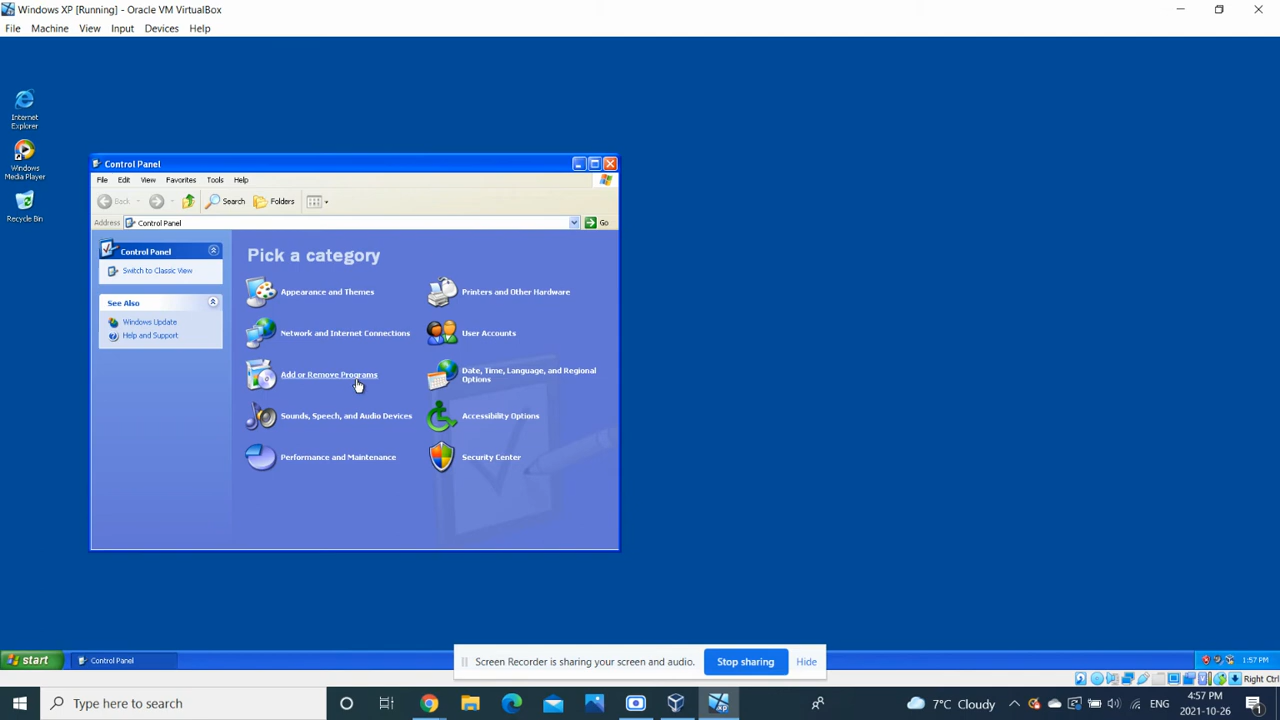 Windows XP [Running] - Oracle VM VirtualBox
File Machine View Input Devices Help
Internet
Explorer
Windows
Media Player
Recycle Bin
Control Panel
File Edit View Favorites Tools Help
Back Search Folders
Address Control Panel Go
Control Panel
Switch to Classic View
See Also
Windows Update
Help and Support
Pick a category
Appearance and Themes
Printers and Other Hardware
Network and Internet Connections
User Accounts
Add or Remove Programs
Date, Time, Language, and Regional
Options
Sounds, Speech, and Audio Devices
Accessibility Options
Performance and Maintenance
Security Center
start Control Panel 1:57 PM
Screen Recorder is sharing your screen and audio. Stop sharing Hide
Right Ctrl
Type here to search
xp
7°C Cloudy
ENG
4:57 PM
2021-10-26
1